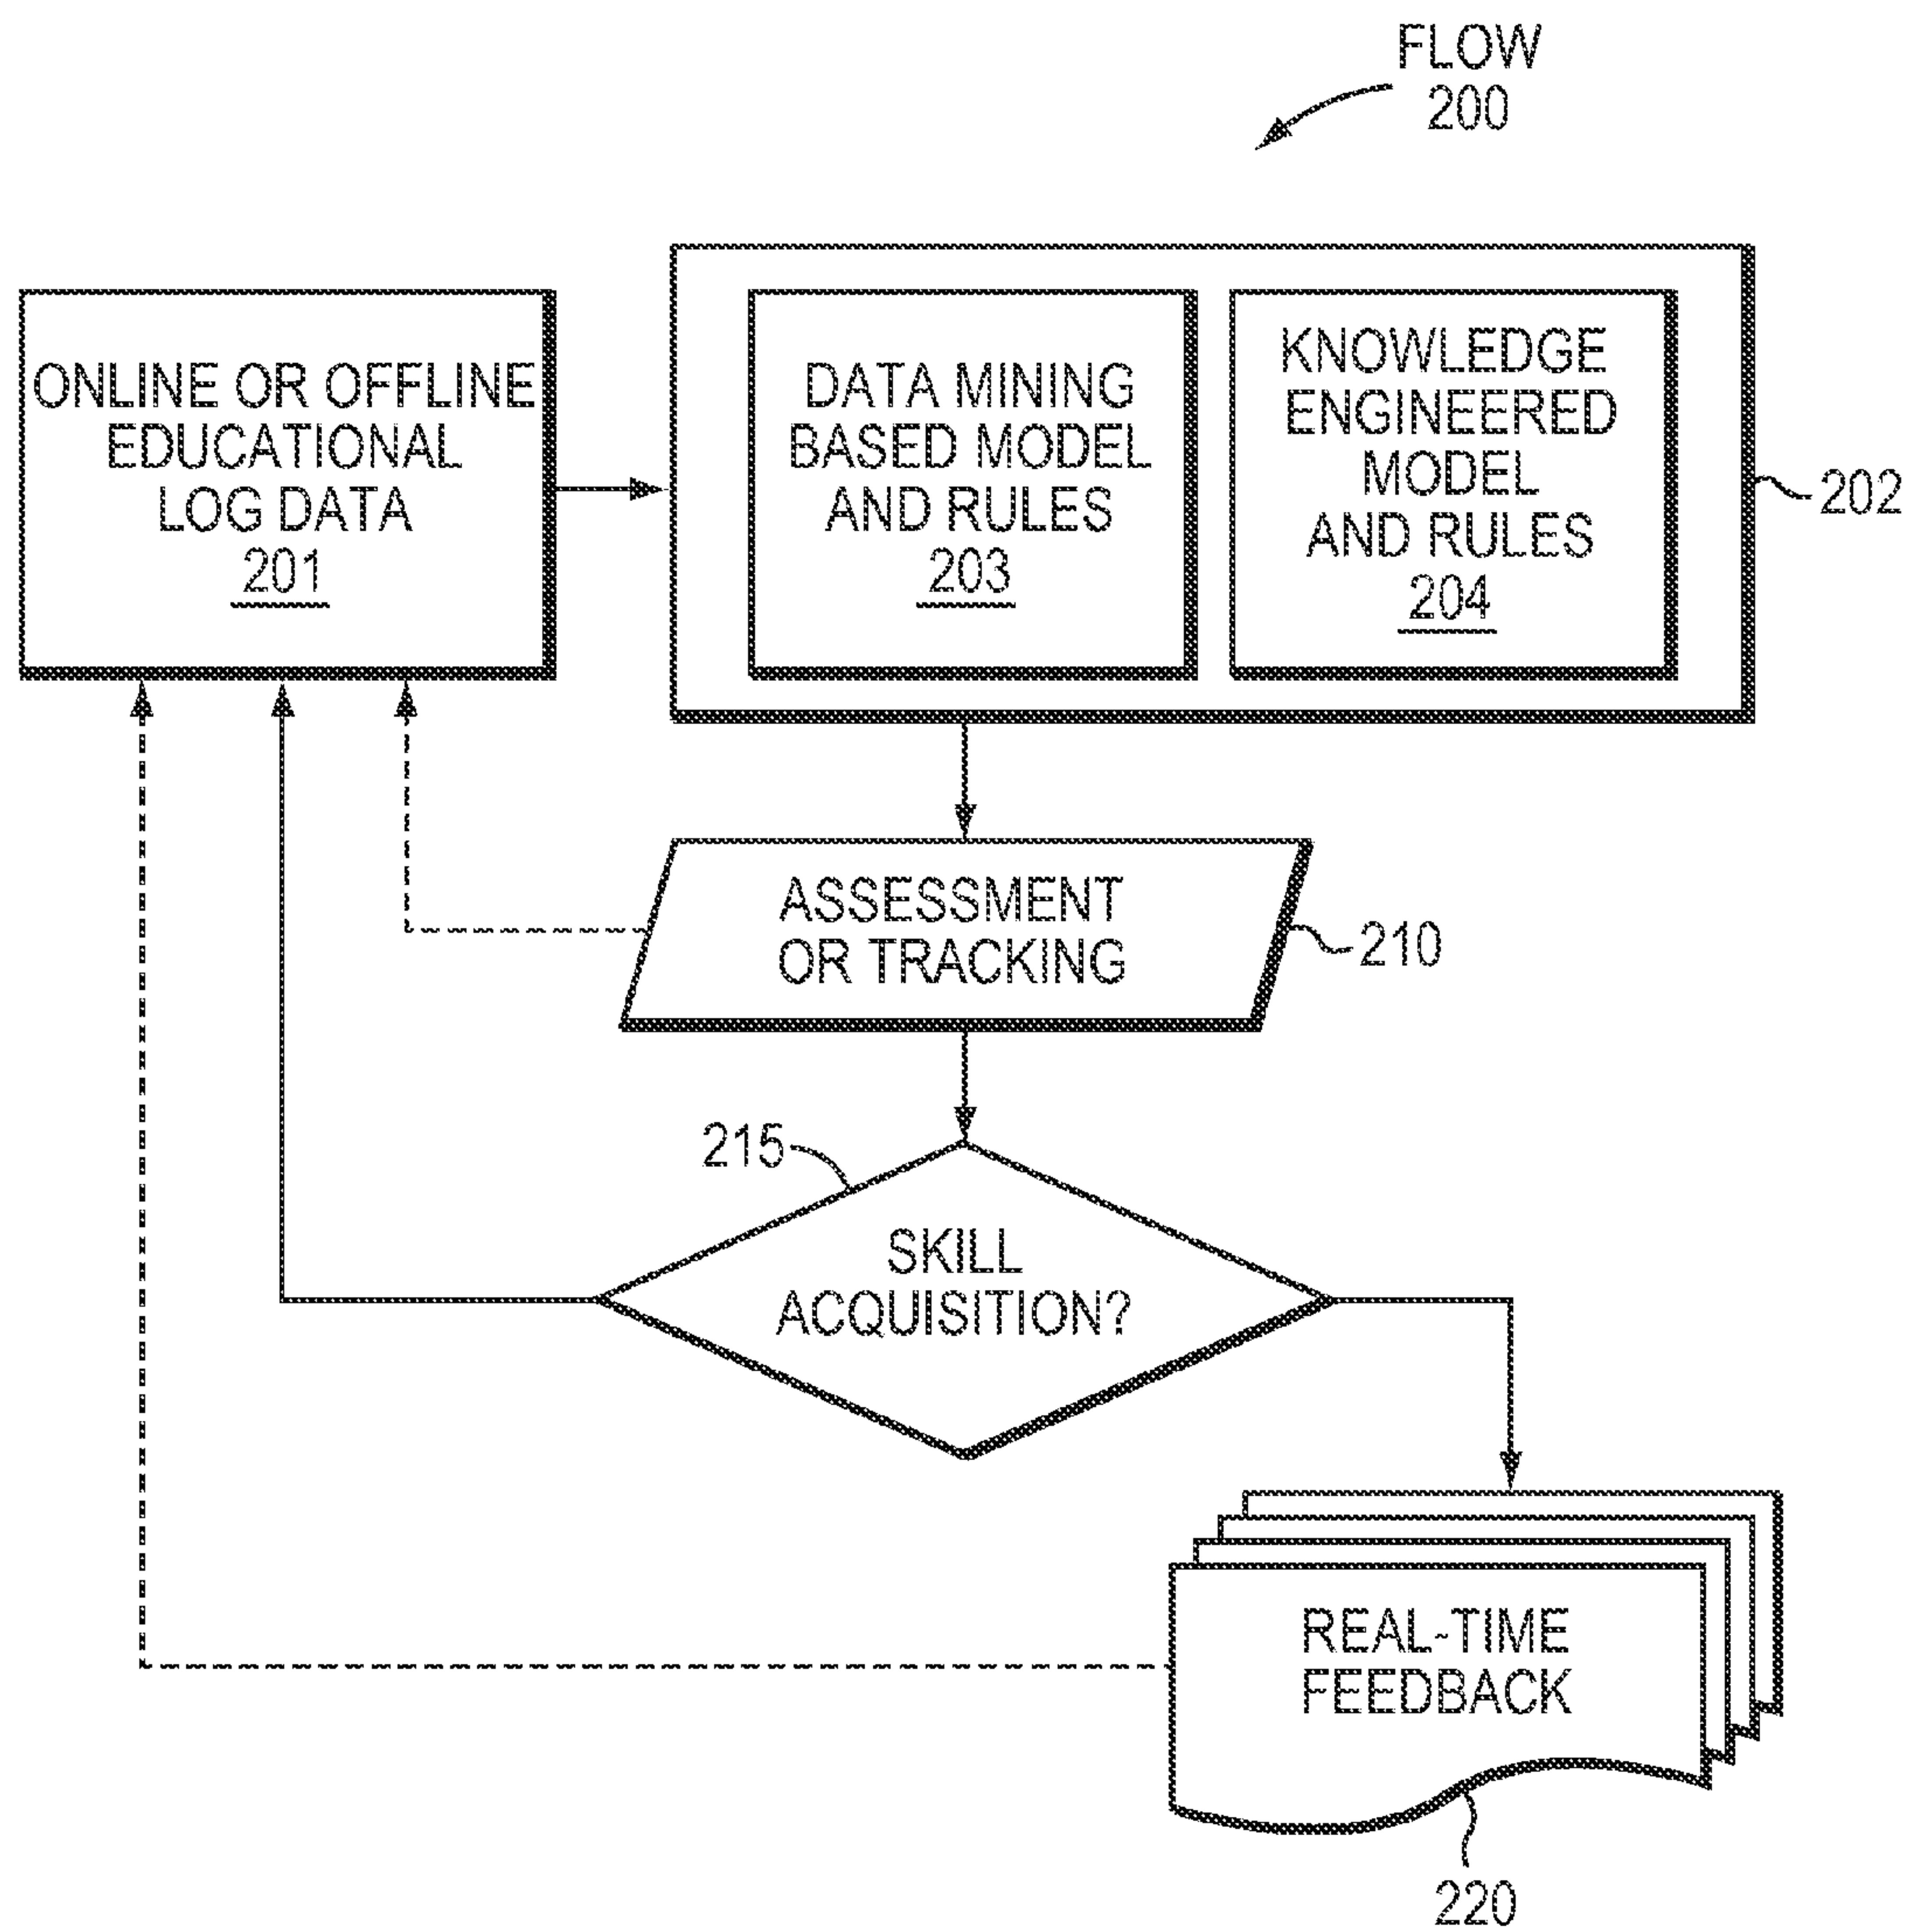 FLOW
200
ONLINE OR OFFLINE
EDUCATIONAL
LOG DATA
201
DATA MINING
BASED MODEL
AND RULES
203
KNOWLEDGE
ENGINEERED
MODEL
AND RULES
204
202
ASSESSMENT
OR TRACKING
210
215
SKILL
ACQUISITION?
REAL-TIME
FEEDBACK
220